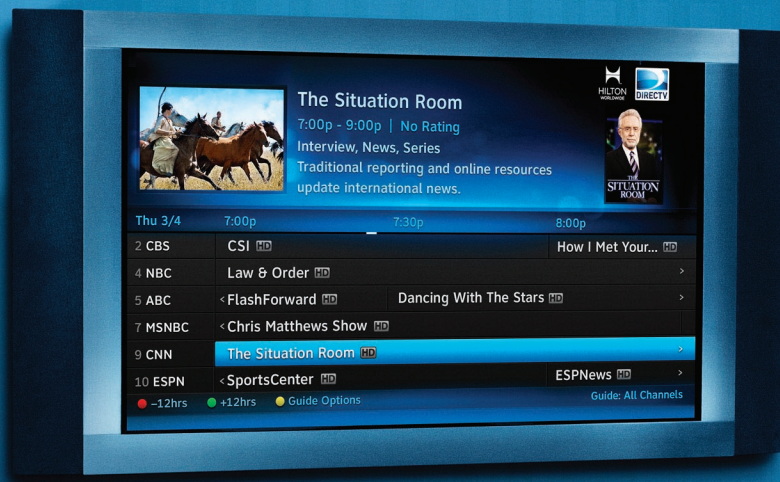 The Situation Room
7:00p - 9:00p | No Rating
Interview, News, Series
Traditional reporting and online resources
update international news.
HILTON
WORLDWIDE
DIRECTV
THE
SITUATION
ROOM
Thu 3/4 7:00p 7:30p 8:00p
2 CBS CSI HD How I Met Your... HD
4 NBC Law & Order HD >
5 ABC < FlashForward HD Dancing With The Stars HD >
7 MSNBC < Chris Matthews Show HD
9 CNN The Situation Room HD >
10 ESPN < SportsCenter HD ESPNews HD >
-12hrs +12hrs Guide Options Guide: All Channels